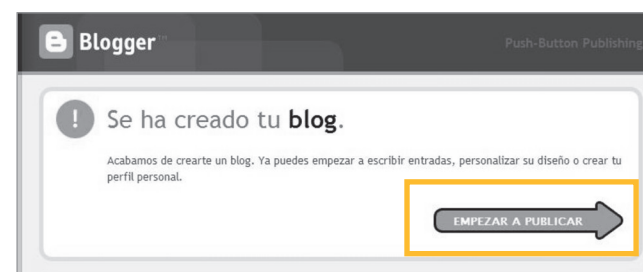 Blogger™
Push-Button Publishing
Se ha creado tu blog.
Acabamos de crearte un blog. Ya puedes empezar a escribir entradas, personalizar su diseño o crear tu
perfil personal.
EMPEZAR A PUBLICAR